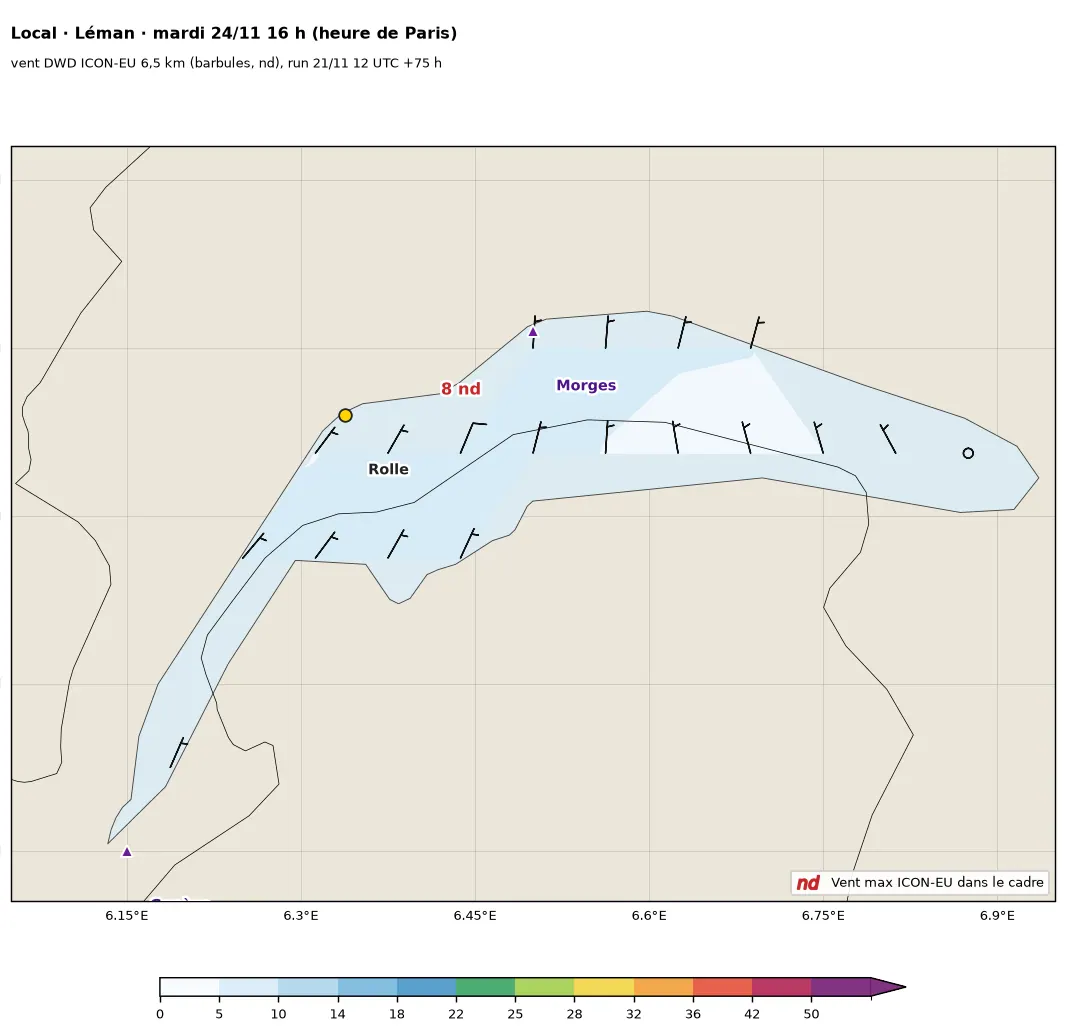 Local · Léman · mardi 24/11 16 h (heure de Paris)
vent DWD ICON-EU 6,5 km (barbules, nd), run 21/11 12 UTC +75 h
8 nd
Morges
Rolle
nd Vent max ICON-EU dans le cadre
6.15°E 6.3°E 6.45°E 6.6°E 6.75°E 6.9°E
0 5 10 14 18 22 25 28 32 36 42 50